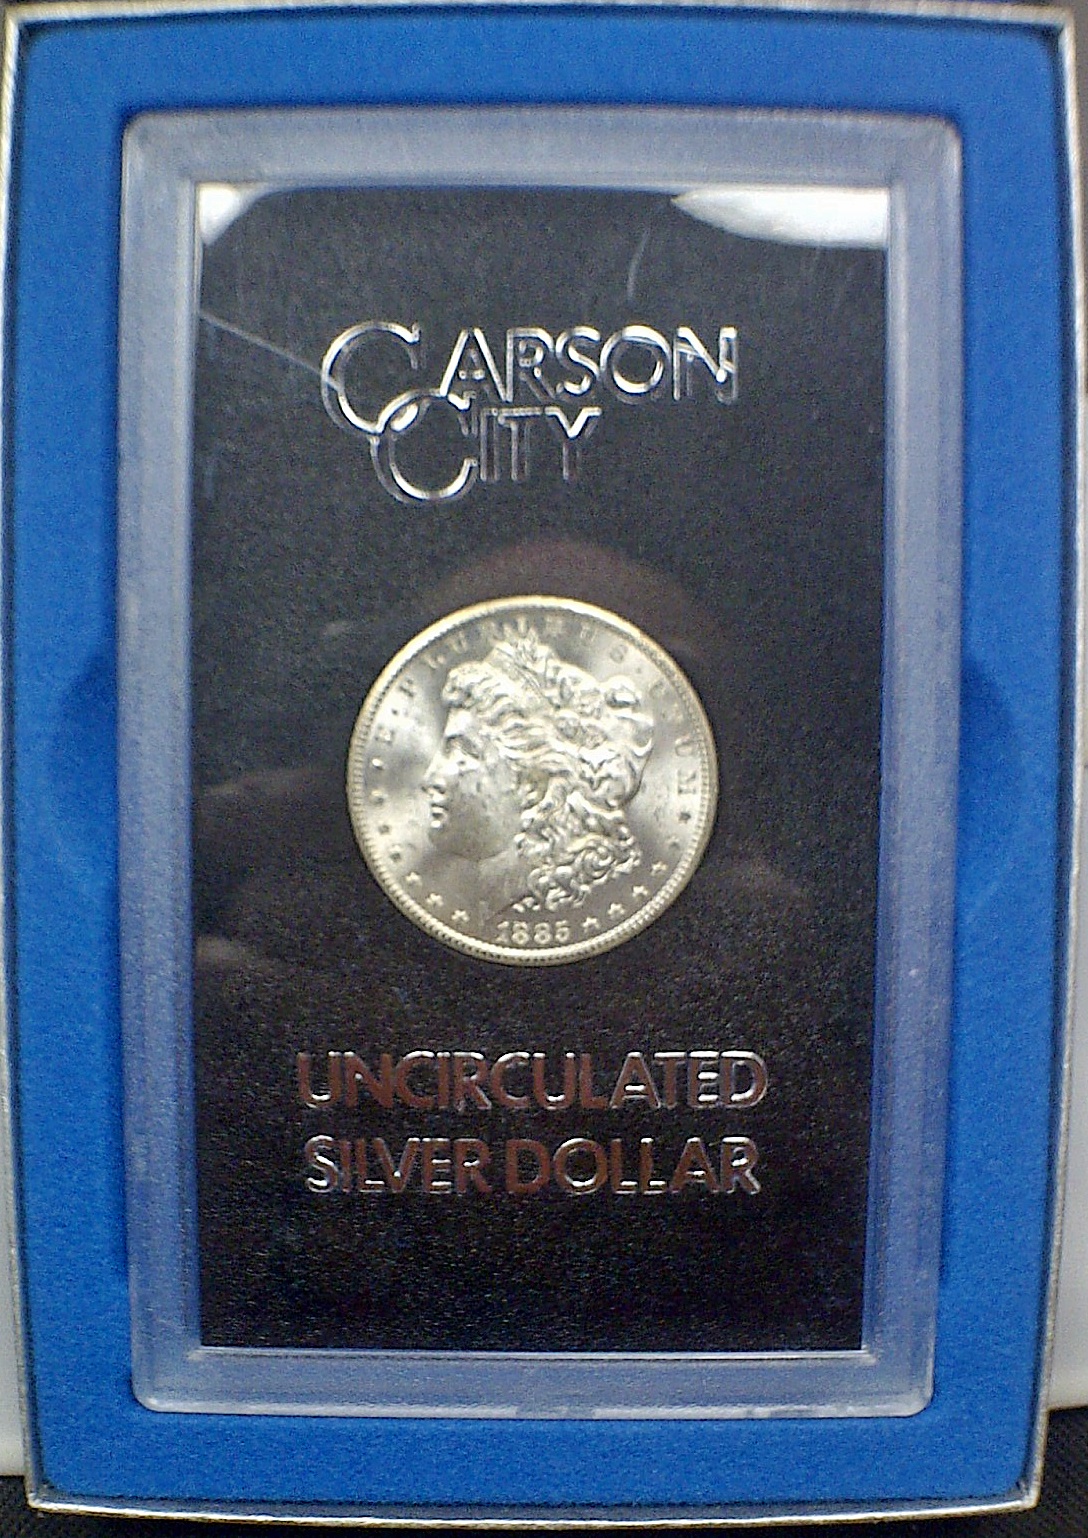 CARSON
CITY
E · PLURIBUS · UNUM
1885
UNCIRCULATED
SILVER DOLLAR